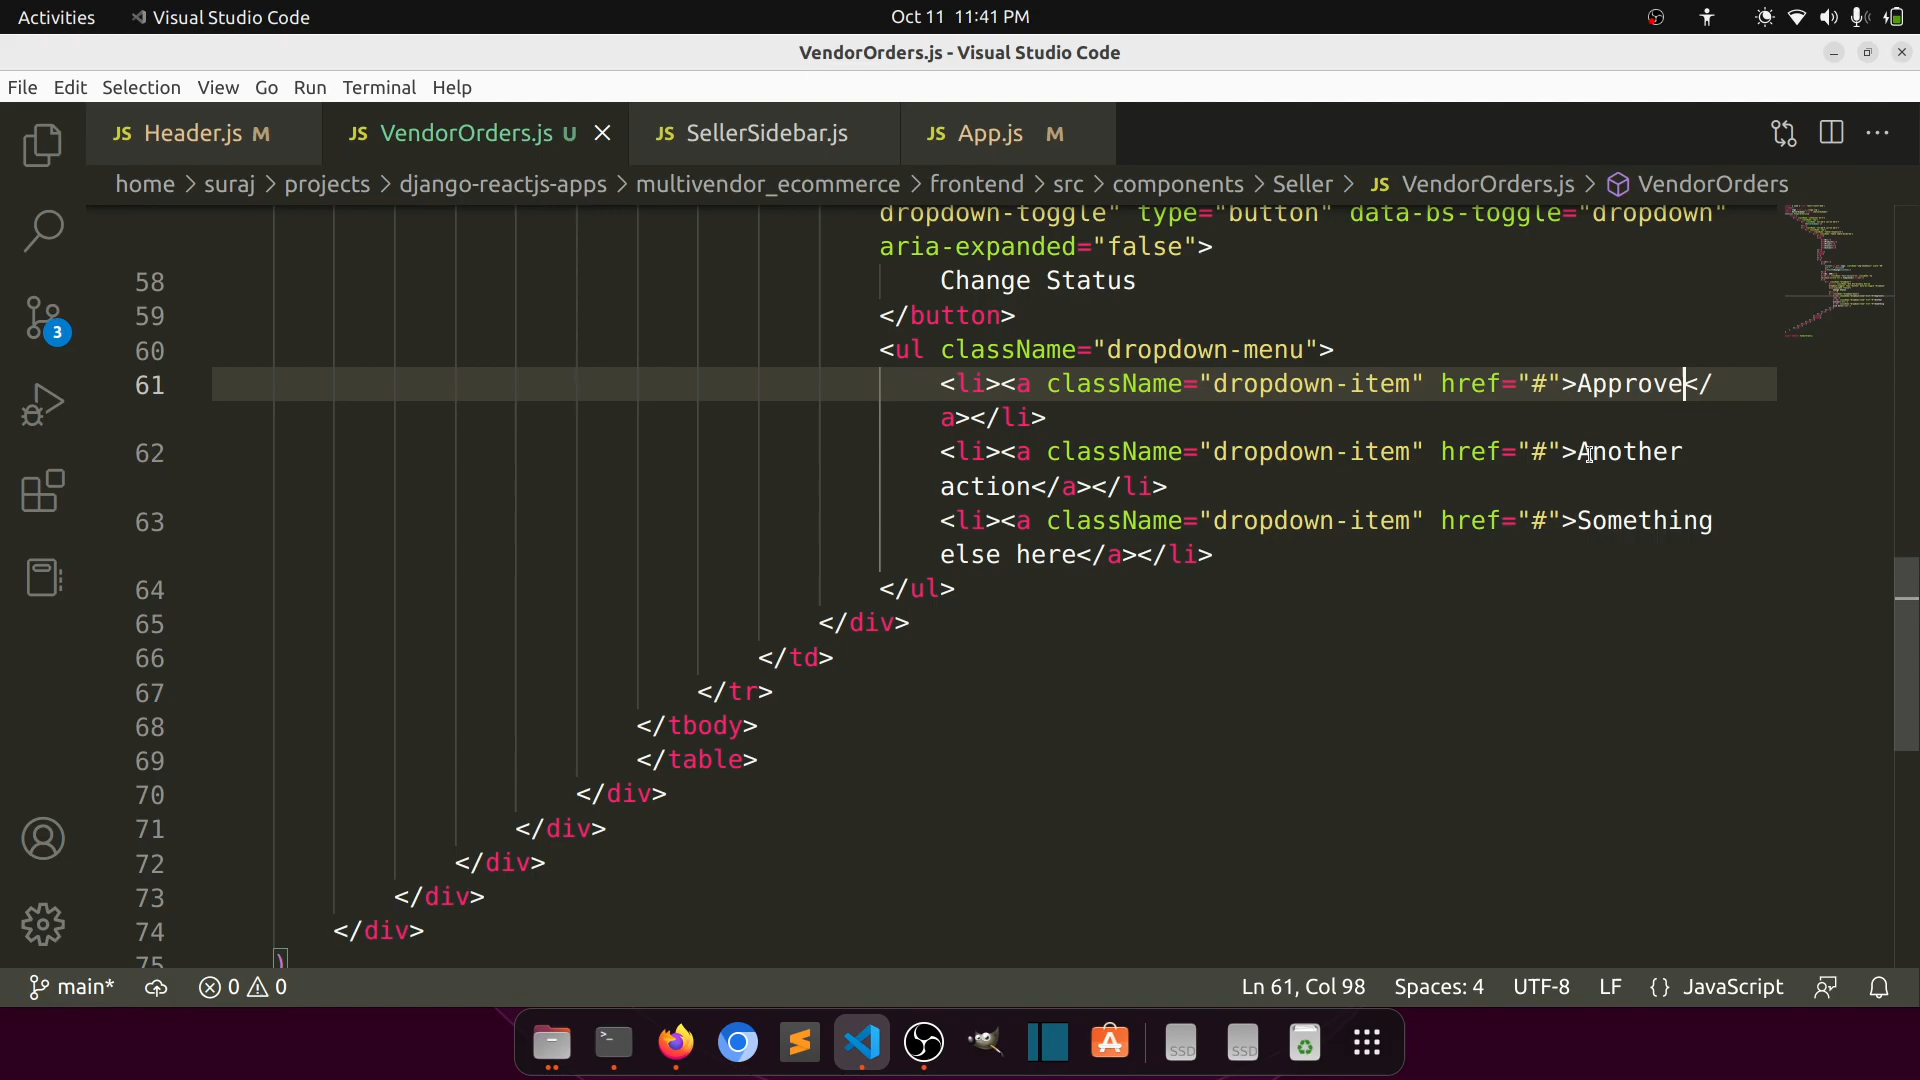 Activities Visual Studio Code Oct 11 11:41 PM
VendorOrders.js - Visual Studio Code
File Edit Selection View Go Run Terminal Help
JS Header.js M JS VendorOrders.js U JS SellerSidebar.js JS App.js M
home > suraj > projects > django-reactjs-apps > multivendor_ecommerce > frontend > src > components > Seller > JS VendorOrders.js > VendorOrders
dropdown-toggle" type="button" data-bs-toggle="dropdown"
aria-expanded="false">
58 Change Status
59 </button>
60 <ul className="dropdown-menu">
61 <li><a className="dropdown-item" href="#">Approve</
a></li>
62 <li><a className="dropdown-item" href="#">Another
action</a></li>
63 <li><a className="dropdown-item" href="#">Something
else here</a></li>
64 </ul>
65 </div>
66 </td>
67 </tr>
68 </tbody>
69 </table>
70 </div>
71 </div>
72 </div>
73 </div>
74 </div>
75 )
3
main* 0 0 Ln 61, Col 98 Spaces: 4 UTF-8 LF {} JavaScript
SSD SSD